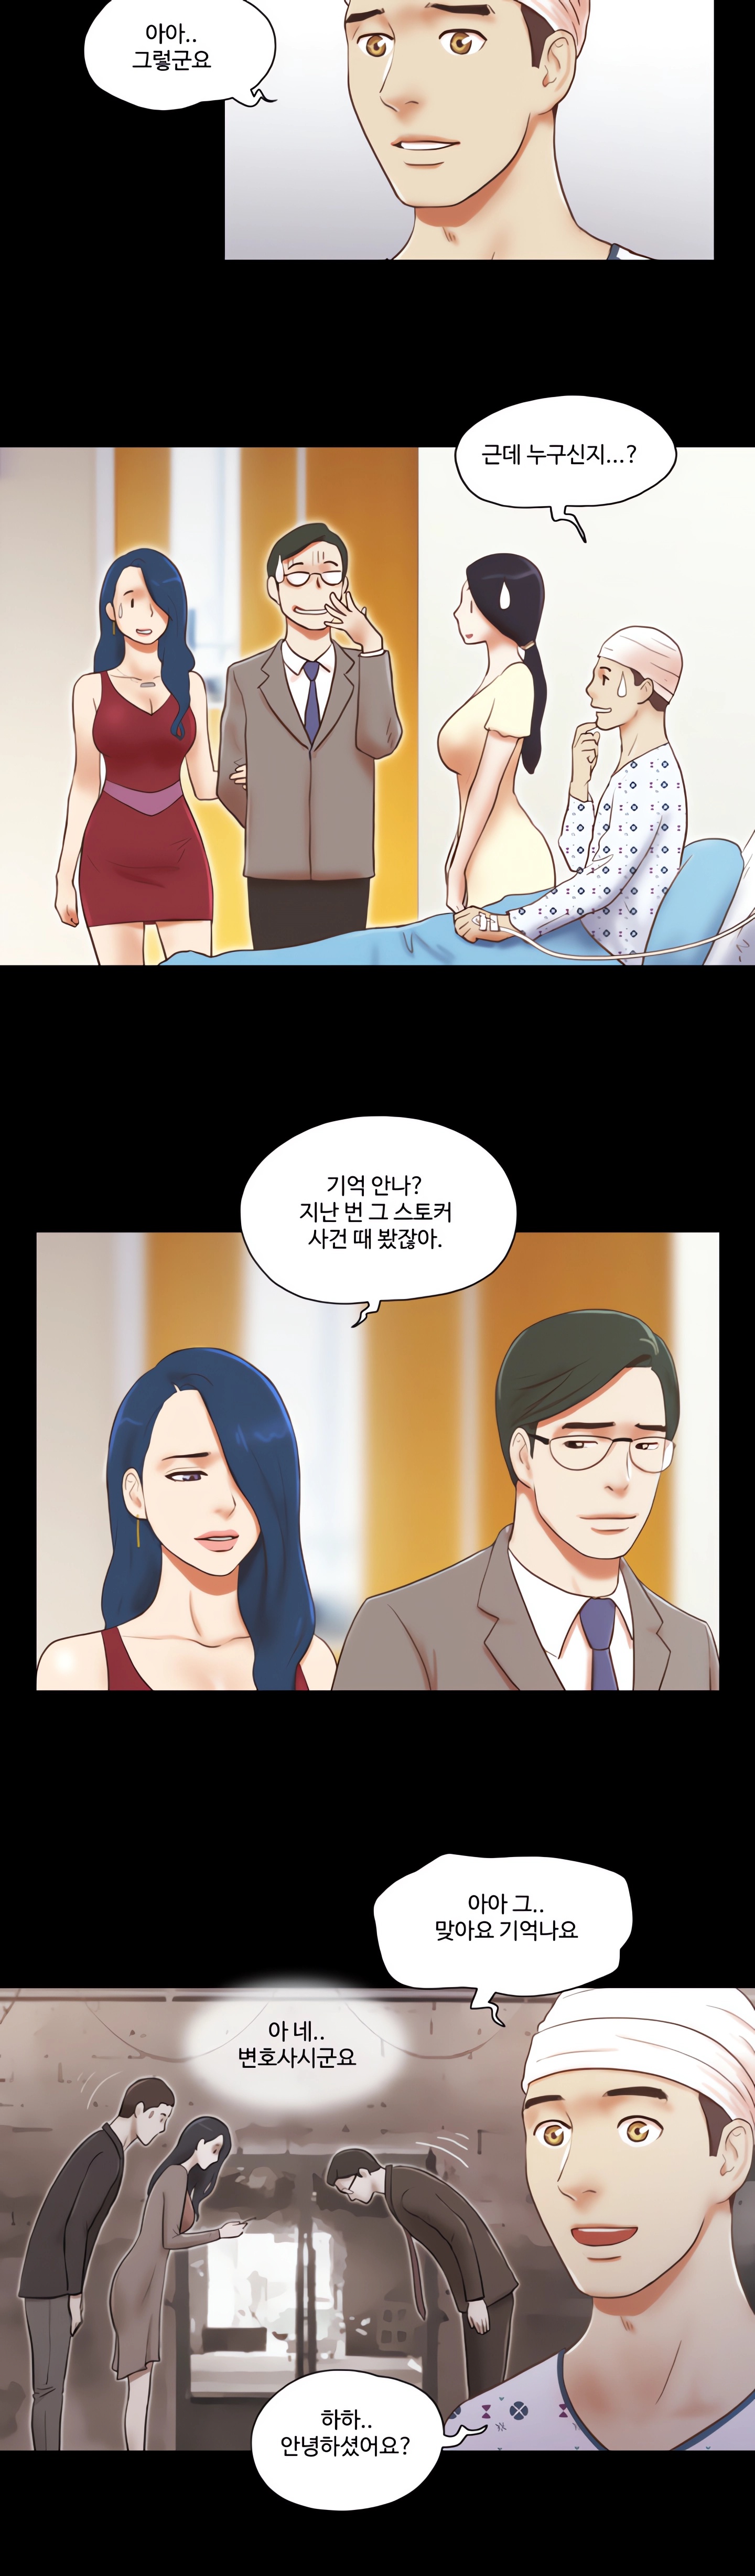 아아..
그렇군요
근데 누구신지...?
기억 안나?
지난 번 그 스토커
사건 때 봤잖아.
아아 그..
맞아요 기억나요
아 네..
변호사시군요
하하..
안녕하셨어요?